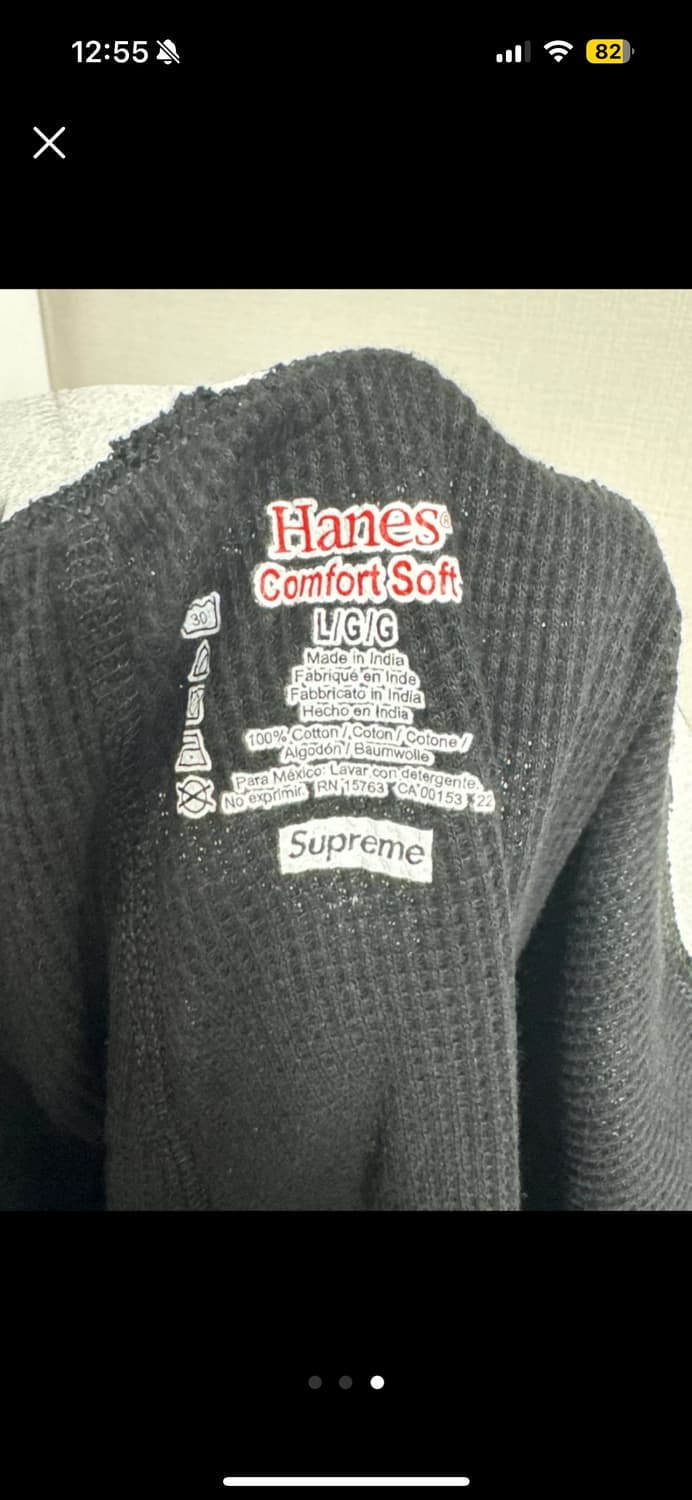 12:55
82
Hanes®
Comfort Soft
L/G/G
30°
Made in India
Fabriqué en Inde
Fabbricato in India
Hecho en India
100% Cotton / Coton / Cotone /
Algodón / Baumwolle
Para México: Lavar con detergente.
No exprimir. RN 15763 CA 00153 22
Supreme